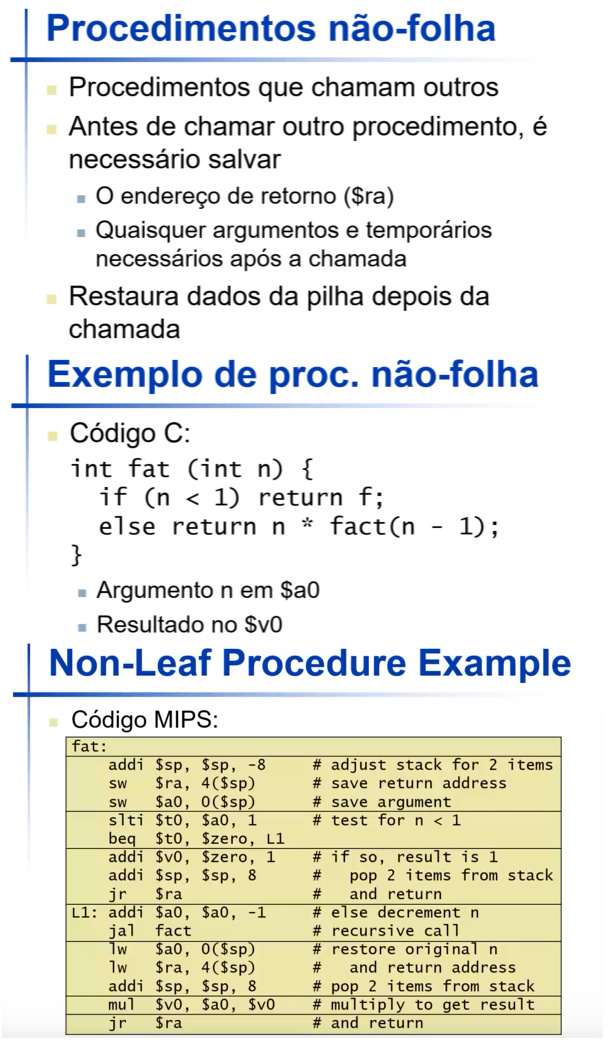 Procedimentos não-folha
Procedimentos que chamam outros
Antes de chamar outro procedimento, é
necessário salvar
O endereço de retorno ($ra)
Quaisquer argumentos e temporários
necessários após a chamada
Restaura dados da pilha depois da
chamada
Exemplo de proc. não-folha
Código C:
int fat (int n) {
if (n < 1) return f;
else return n * fact(n - 1);
}
Argumento n em $a0
Resultado no $v0
Non-Leaf Procedure Example
Código MIPS:
fat:
addi $sp, $sp, -8 # adjust stack for 2 items
sw $ra, 4($sp) # save return address
sw $a0, 0($sp) # save argument
slti $t0, $a0, 1 # test for n < 1
beq $t0, $zero, L1
addi $v0, $zero, 1 # if so, result is 1
addi $sp, $sp, 8 # pop 2 items from stack
jr $ra # and return
L1: addi $a0, $a0, -1 # else decrement n
jal fact # recursive call
lw $a0, 0($sp) # restore original n
lw $ra, 4($sp) # and return address
addi $sp, $sp, 8 # pop 2 items from stack
mul $v0, $a0, $v0 # multiply to get result
jr $ra # and return